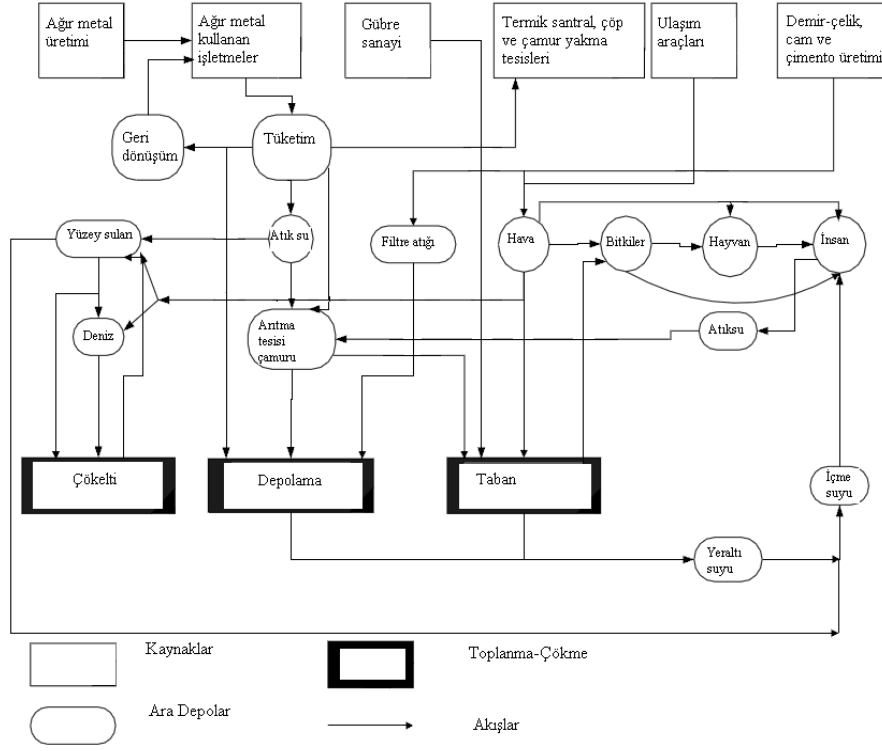 Ağır metal
üretimi
Ağır metal
kullanan
işletmeler
Gübre
sanayi
Termik santral, çöp
ve çamur yakma
tesisleri
Ulaşım
araçları
Demir-çelik,
cam ve
çimento üretimi
Geri
dönüşüm
Tüketim
Yüzey suları
Atık su
Filtre atığı
Hava
Bitkiler
Hayvan
İnsan
Deniz
Arıtma
tesisi
çamuru
Atıksu
Çökelti
Depolama
Taban
İçme
suyu
Yeraltı
suyu
Kaynaklar
Toplanma-Çökme
Ara Depolar
Akışlar